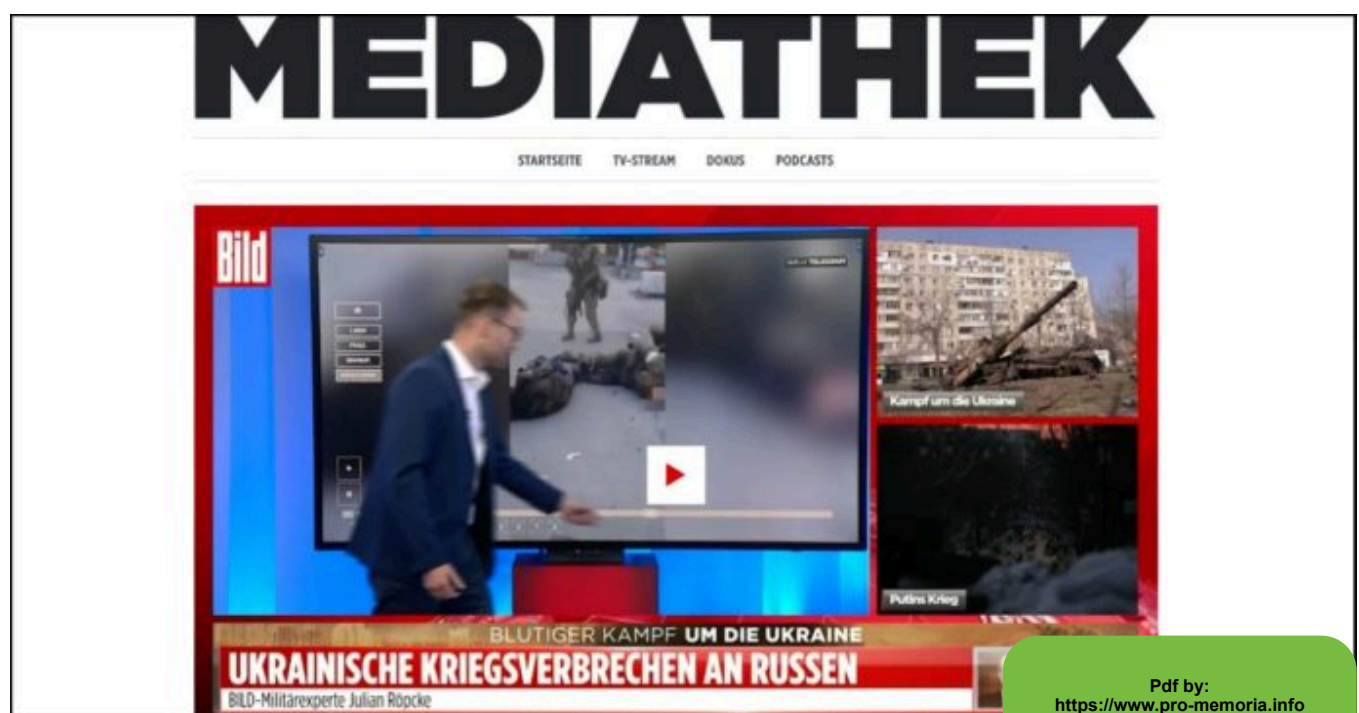 MEDIATHEK
STARTSEITE TV-STREAM DOKUS PODCASTS
Bild
Kampf um die Ukraine
Putins Krieg
BLUTIGER KAMPF UM DIE UKRAINE
UKRAINISCHE KRIEGSVERBRECHEN AN RUSSEN
BILD-Militärexperte Julian Röpcke
Pdf by:
https://www.pro-memoria.info